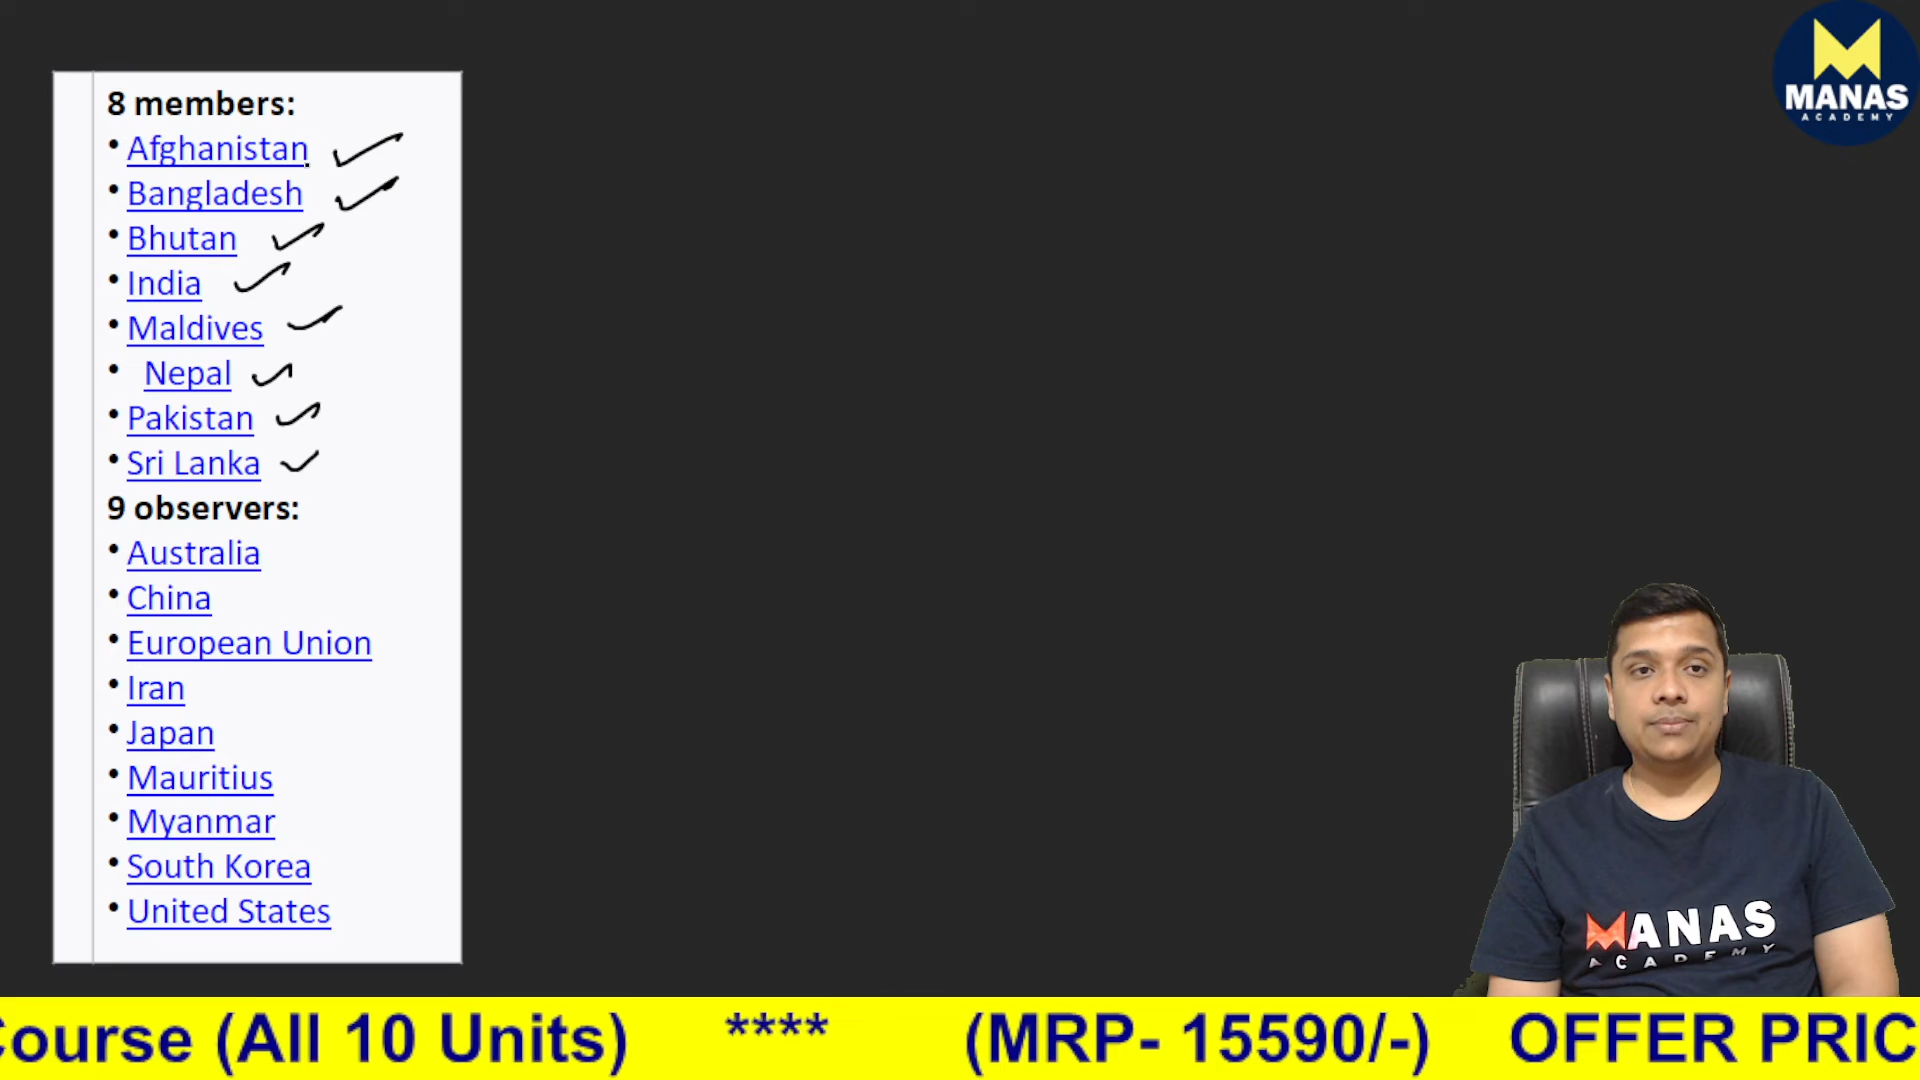 8 members:
• Afghanistan
• Bangladesh
• Bhutan
• India
• Maldives
• Nepal
• Pakistan
• Sri Lanka
9 observers:
• Australia
• China
• European Union
• Iran
• Japan
• Mauritius
• Myanmar
• South Korea
• United States
MANAS
ACADEMY
MANAS
ACADEMY
Course (All 10 Units) **** (MRP- 15590/-) OFFER PRIC